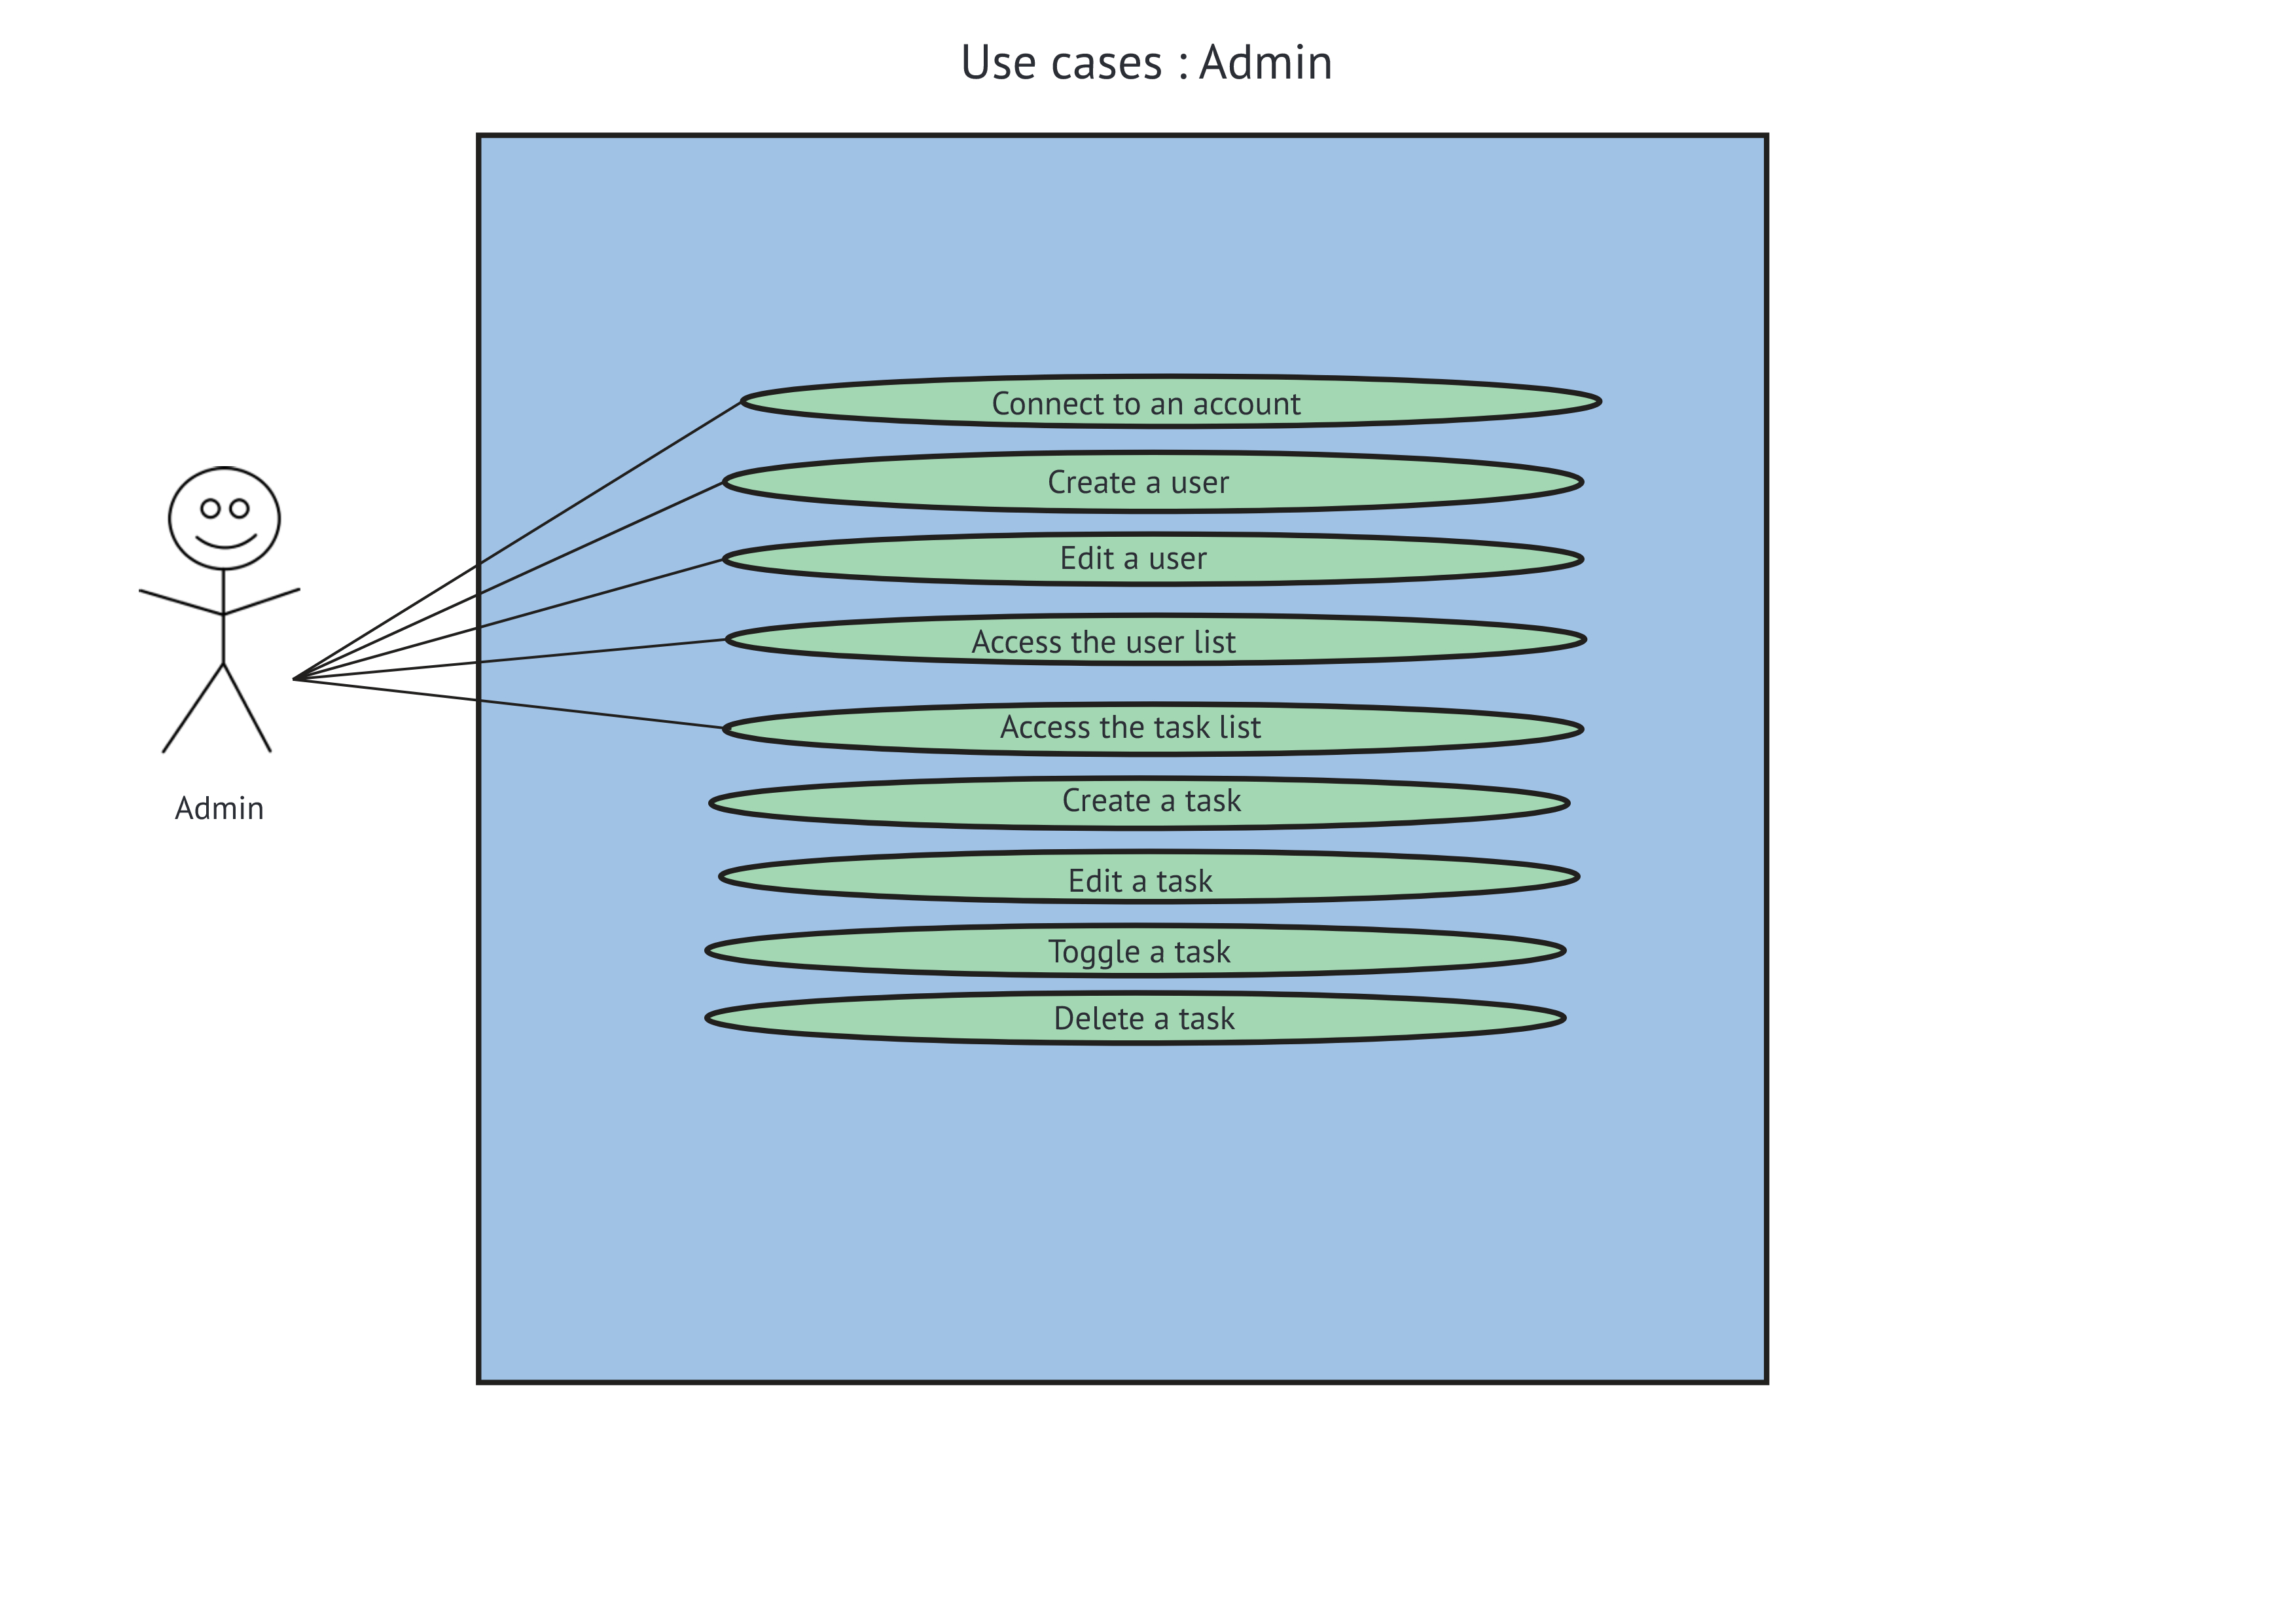 Use cases : Admin
Connect to an account
Create a user
Edit a user
Access the user list
Access the task list
Create a task
Admin
Edit a task
Toggle a task
Delete a task